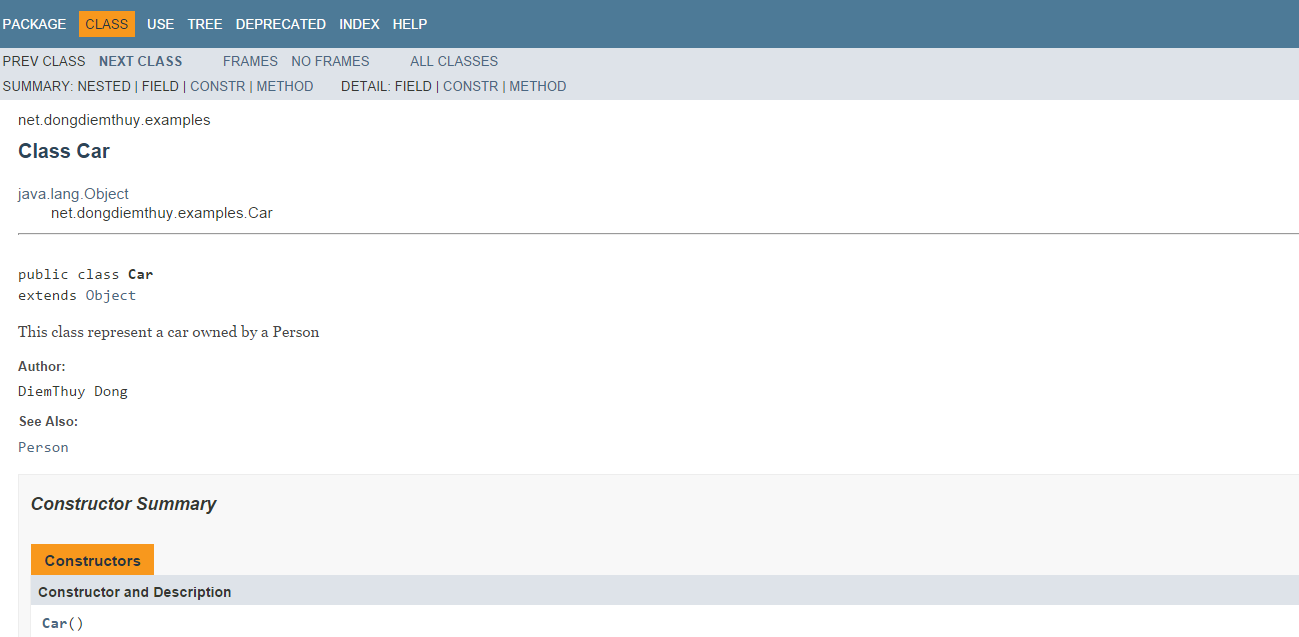 PACKAGE CLASS USE TREE DEPRECATED INDEX HELP
PREV CLASS NEXT CLASS FRAMES NO FRAMES ALL CLASSES
SUMMARY: NESTED | FIELD | CONSTR | METHOD DETAIL: FIELD | CONSTR | METHOD
net.dongdiemthuy.examples
Class Car
java.lang.Object
net.dongdiemthuy.examples.Car
public class Car
extends Object
This class represent a car owned by a Person
Author:
DiemThuy Dong
See Also:
Person
Constructor Summary
Constructors
Constructor and Description
Car()